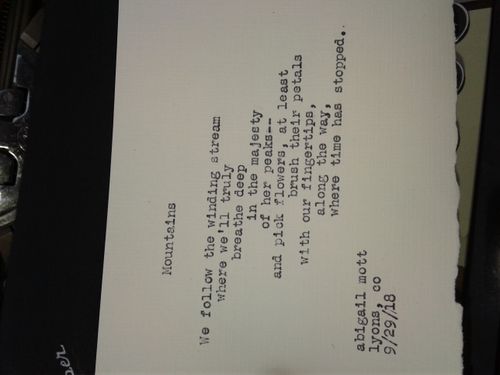 Mountains
We follow the winding stream
where we'll truly
breathe deep
in the majesty
of her peaks--
and pick flowers, at least
brush their petals
with our fingertips,
along the way,
where time has stopped.
abigail mott
lyons, co
9/29/18